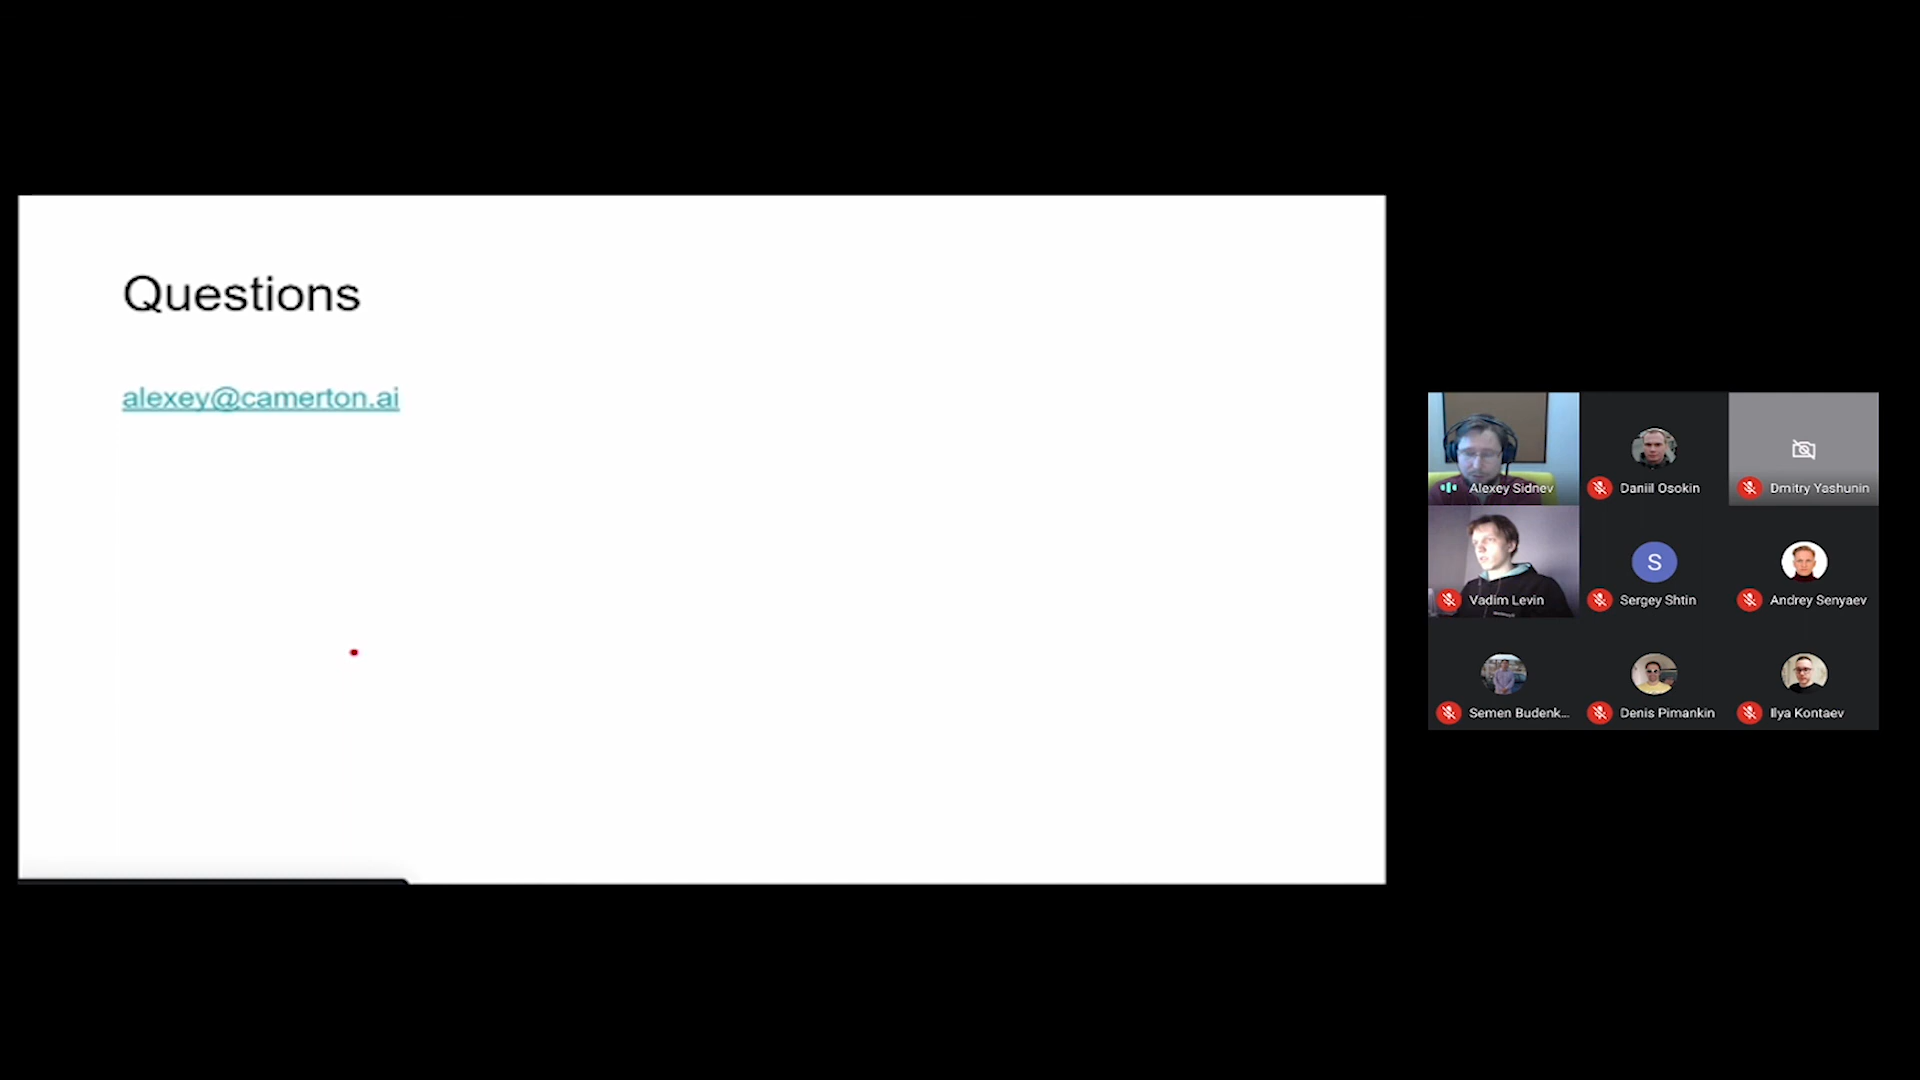 Questions
alexey@camerton.ai
Alexey Sidnev
Daniil Osokin
Dmitry Yashunin
Vadim Levin
S
Sergey Shtin
Andrey Senyaev
Semen Budenk...
Denis Pimankin
Ilya Kontaev